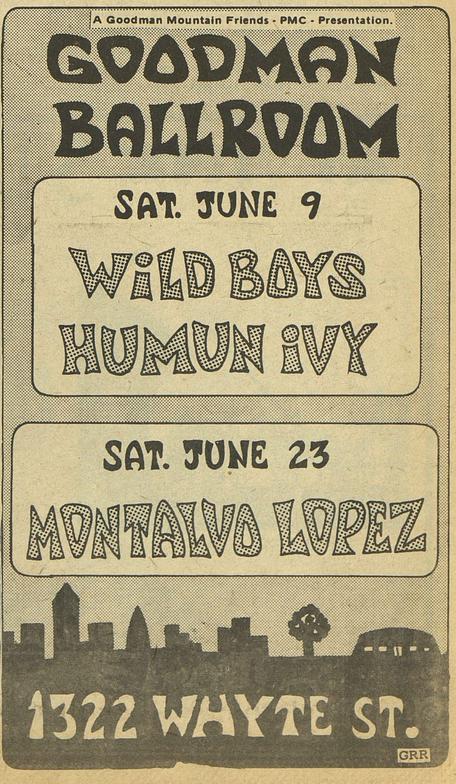 A Goodman Mountain Friends - PMC - Presentation.
GOODMAN
BALLROOM
SAT. JUNE 9
WiLD BOYS
HUMUN iVY
SAT. JUNE 23
MONTALVO LOPEZ
1322 WHYTE ST.
GRR